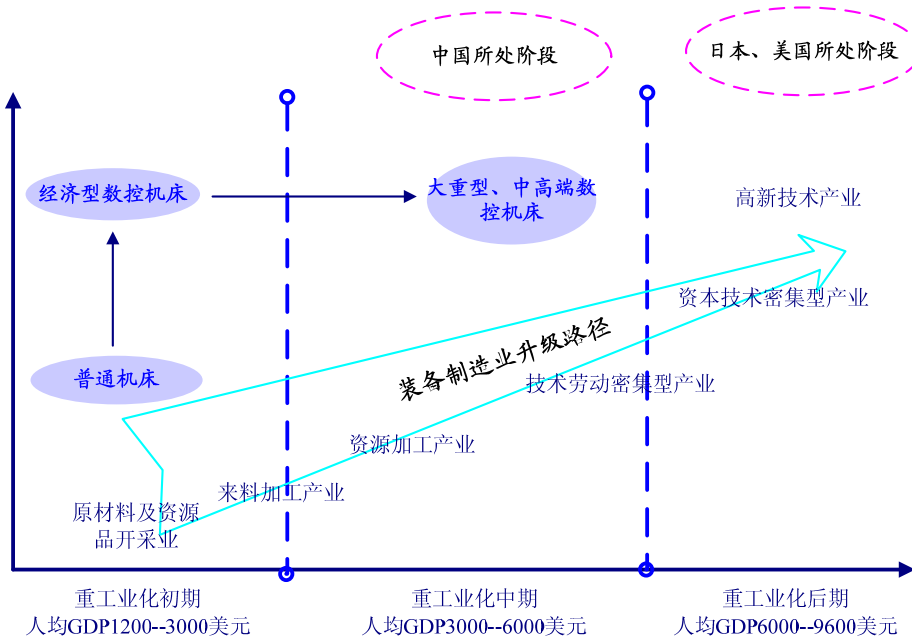 中国所处阶段
日本、美国所处阶段
经济型数控机床
大重型、中高端数
控机床
高新技术产业
资本技术密集型产业
装备制造业升级路径
普通机床
技术劳动密集型产业
资源加工产业
来料加工产业
原材料及资源
品开采业
重工业化初期
人均GDP1200--3000美元
重工业化中期
人均GDP3000--6000美元
重工业化后期
人均GDP6000--9600美元